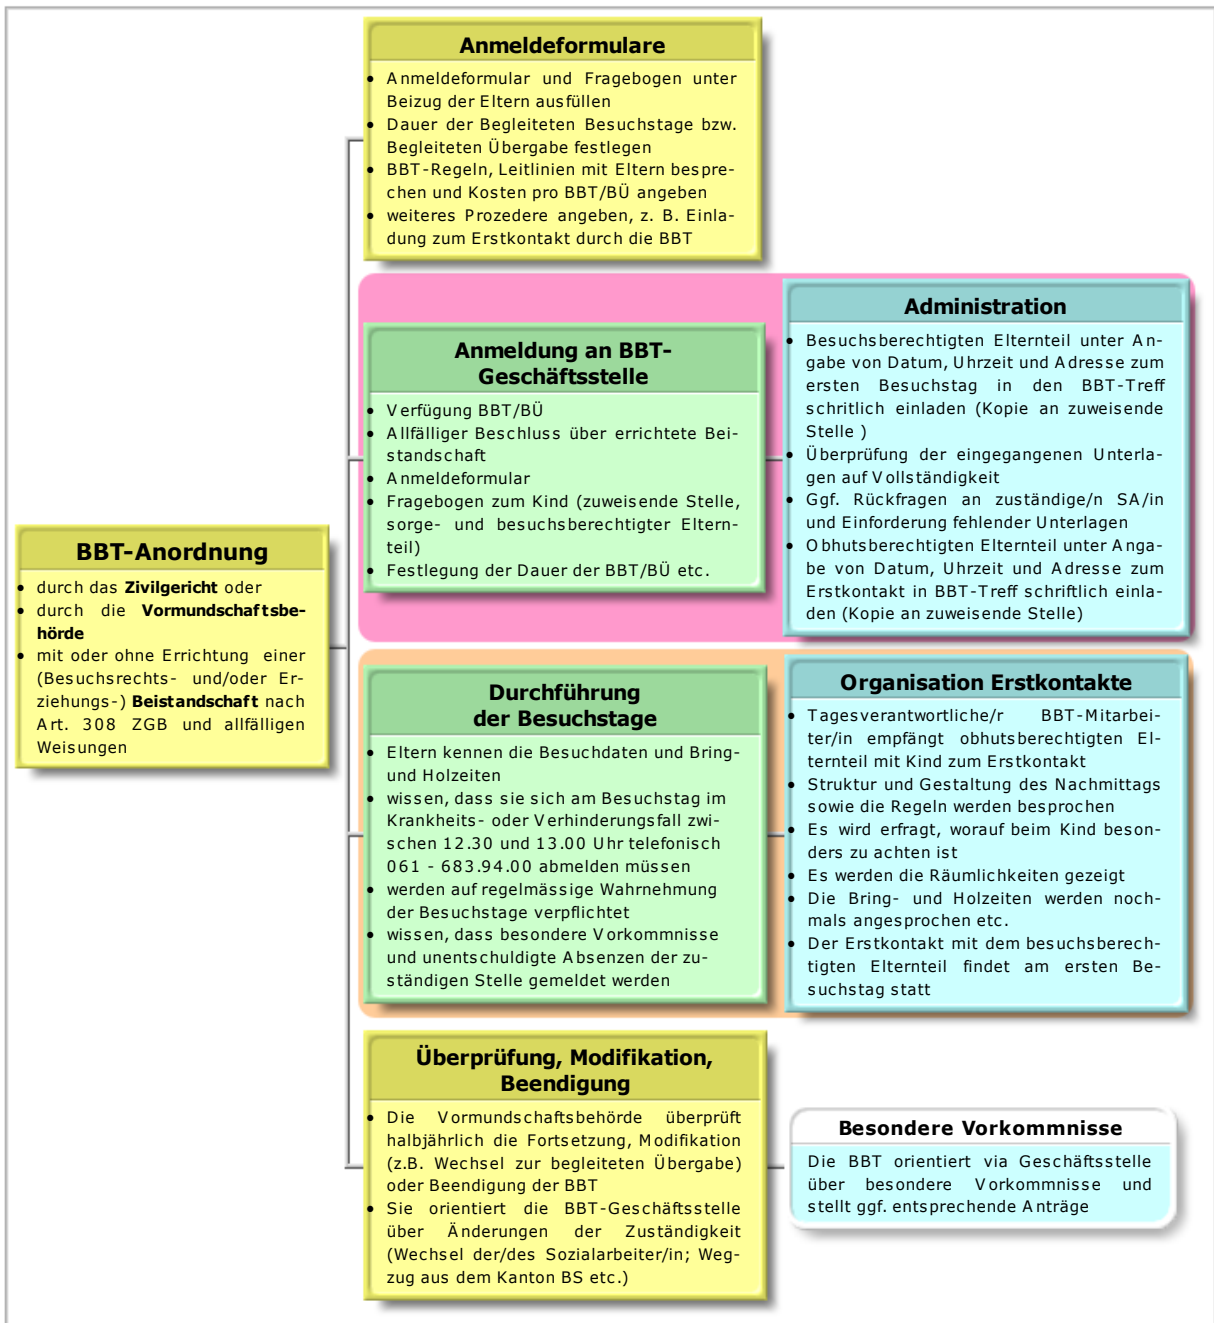 Anmeldeformulare
• Anmeldeformular und Fragebogen unter
Beizug der Eltern ausfüllen
• Dauer der Begleiteten Besuchstage bzw.
Begleiteten Übergabe festlegen
• BBT-Regeln, Leitlinien mit Eltern bespre-
chen und Kosten pro BBT/BÜ angeben
• weiteres Prozedere angeben, z. B. Einla-
dung zum Erstkontakt durch die BBT
Anmeldung an BBT-
Geschäftsstelle
• Verfügung BBT/BÜ
• Allfälliger Beschluss über errichtete Bei-
standschaft
• Anmeldeformular
• Fragebogen zum Kind (zuweisende Stelle,
sorge- und besuchsberechtigter Eltern-
teil)
• Festlegung der Dauer der BBT/BÜ etc.
Administration
• Besuchsberechtigten Elternteil unter An-
gabe von Datum, Uhrzeit und Adresse zum
ersten Besuchstag in den BBT-Treff
schritlich einladen (Kopie an zuweisende
Stelle )
• Überprüfung der eingegangenen Unterla-
gen auf Vollständigkeit
• Ggf. Rückfragen an zuständige/n SA/in
und Einforderung fehlender Unterlagen
• Obhutsberechtigten Elternteil unter Anga-
be von Datum, Uhrzeit und Adresse zum
Erstkontakt in BBT-Treff schriftlich einla-
den (Kopie an zuweisende Stelle)
BBT-Anordnung
• durch das Zivilgericht oder
• durch die Vormundschaftsbe-
hörde
• mit oder ohne Errichtung einer
(Besuchsrechts- und/oder Er-
ziehungs-) Beistandschaft nach
Art. 308 ZGB und allfälligen
Weisungen
Durchführung
der Besuchstage
• Eltern kennen die Besuchdaten und Bring-
und Holzeiten
• wissen, dass sie sich am Besuchstag im
Krankheits- oder Verhinderungsfall zwi-
schen 12.30 und 13.00 Uhr telefonisch
061 - 683.94.00 abmelden müssen
• werden auf regelmässige Wahrnehmung
der Besuchstage verpflichtet
• wissen, dass besondere Vorkommnisse
und unentschuldigte Absenzen der zu-
ständigen Stelle gemeldet werden
Organisation Erstkontakte
• Tagesverantwortliche/r BBT-Mitarbei-
ter/in empfängt obhutsberechtigten El-
ternteil mit Kind zum Erstkontakt
• Struktur und Gestaltung des Nachmittags
sowie die Regeln werden besprochen
• Es wird erfragt, worauf beim Kind beson-
ders zu achten ist
• Es werden die Räumlichkeiten gezeigt
• Die Bring- und Holzeiten werden noch-
mals angesprochen etc.
• Der Erstkontakt mit dem besuchsberech-
tigten Elternteil findet am ersten Be-
suchstag statt
Überprüfung, Modifikation,
Beendigung
• Die Vormundschaftsbehörde überprüft
halbjährlich die Fortsetzung, Modifikation
(z.B. Wechsel zur begleiteten Übergabe)
oder Beendigung der BBT
• Sie orientiert die BBT-Geschäftsstelle
über Änderungen der Zuständigkeit
(Wechsel der/des Sozialarbeiter/in; Weg-
zug aus dem Kanton BS etc.)
Besondere Vorkommnisse
Die BBT orientiert via Geschäftsstelle
über besondere Vorkommnisse und
stellt ggf. entsprechende Anträge